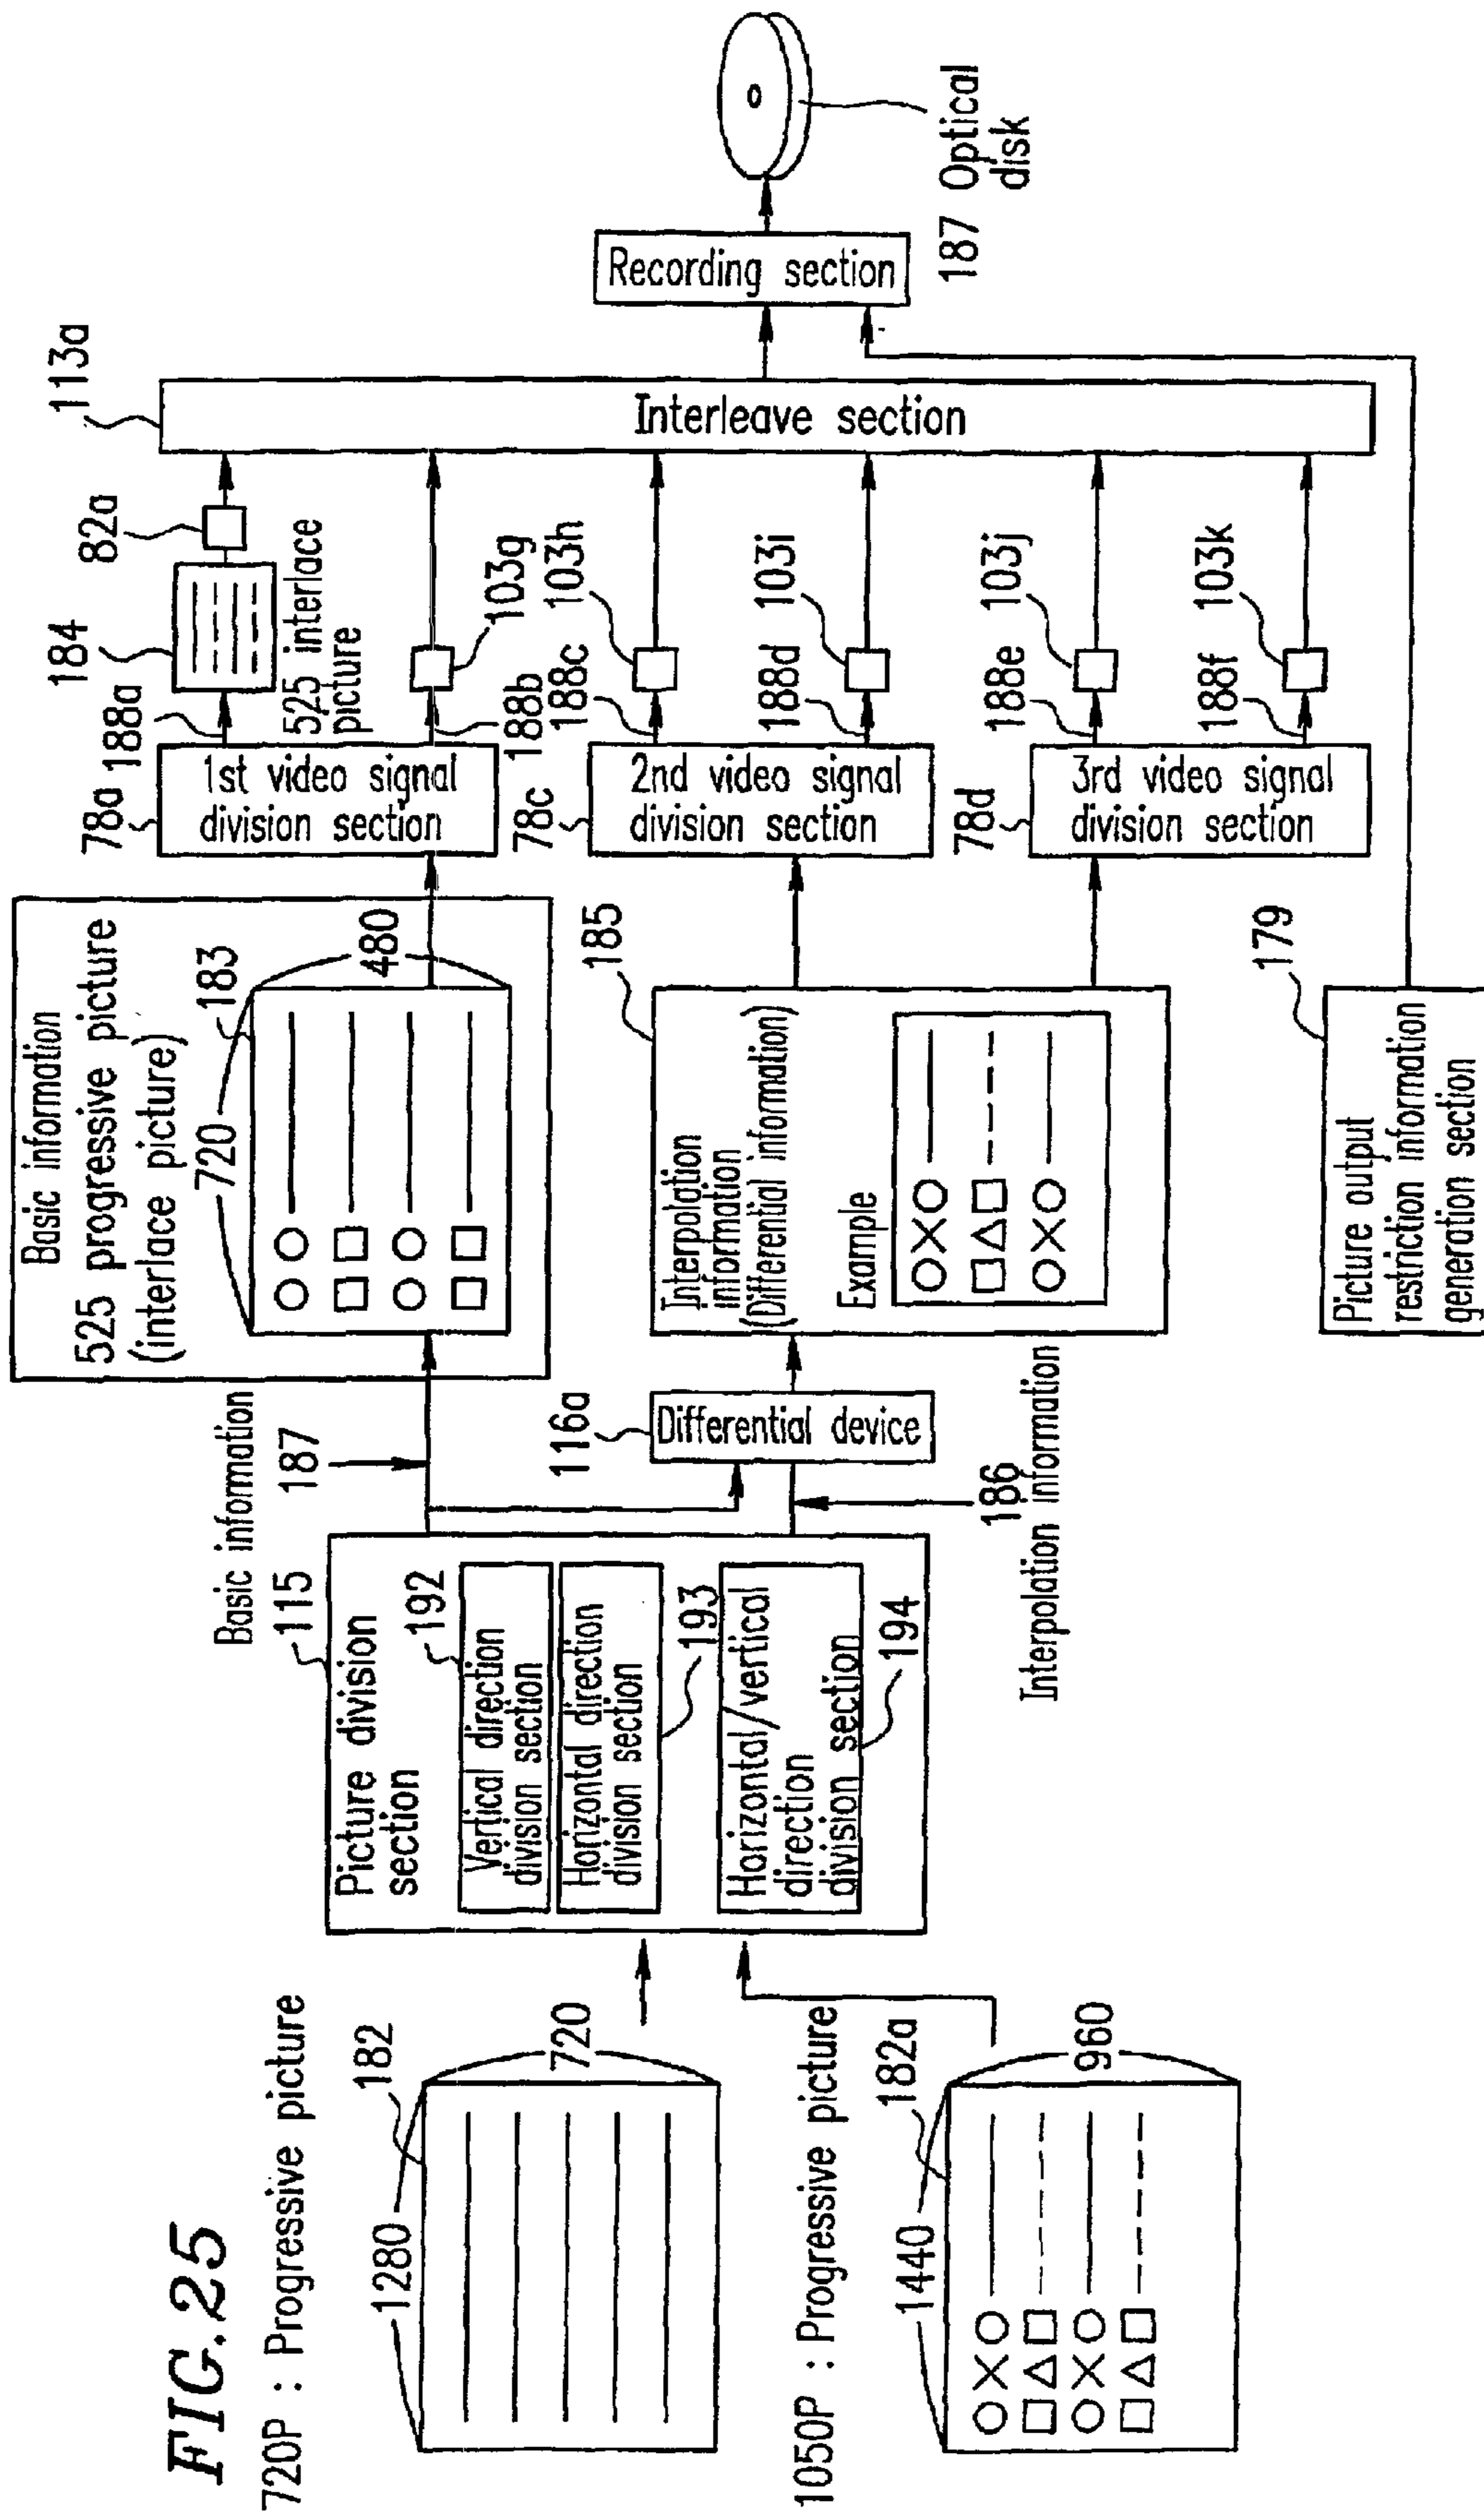 FIG.25
720P : Progressive picture
182
1280
720
1050P : Progressive picture
182a
1440
960
115
Picture division
section
192
Vertical direction
division section
Horizontal direction
division section
193
Horizontal/vertical
direction
division section
194
Basic information
187
116a
Differential device
186
Interpolation information
Basic information
525 progressive picture
(interlace picture)
183
720
480
185
Interpolation
information
(Differential information)
Example
179
Picture output
restriction information
generation section
78a
1st video signal
division section
78c
2nd video signal
division section
78d
3rd video signal
division section
188a
184
525 interlace
picture
82a
188b
103g
188c
103h
188d
103i
188e
103j
188f
103k
113a
Interleave section
Recording section
187 Optical
disk